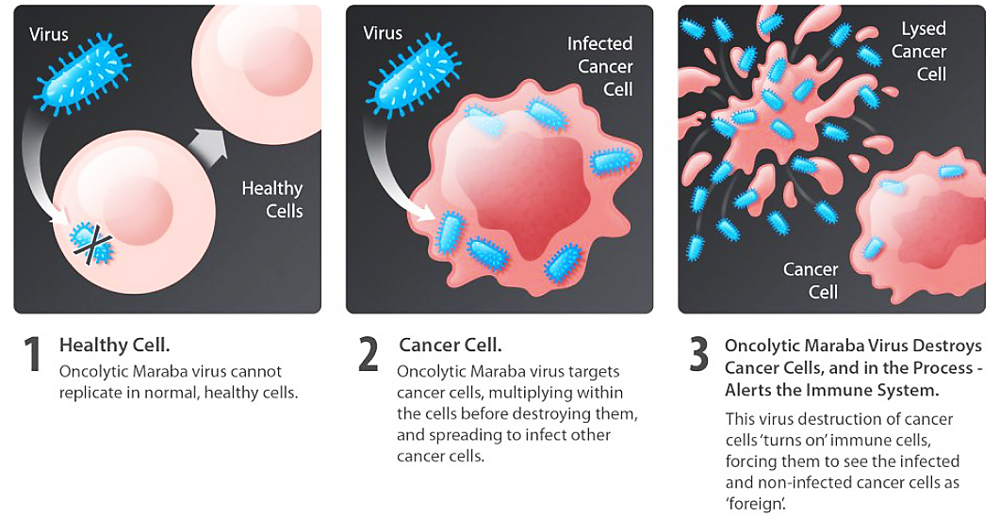 Virus
Healthy
Cells
Virus
Infected
Cancer
Cell
Lysed
Cancer
Cell
Cancer
Cell
1
Healthy Cell.
Oncolytic Maraba virus cannot
replicate in normal, healthy cells.
2
Cancer Cell.
Oncolytic Maraba virus targets
cancer cells, multiplying within
the cells before destroying them,
and spreading to infect other
cancer cells.
3
Oncolytic Maraba Virus Destroys
Cancer Cells, and in the Process -
Alerts the Immune System.
This virus destruction of cancer
cells ‘turns on’ immune cells,
forcing them to see the infected
and non-infected cancer cells as
‘foreign’.